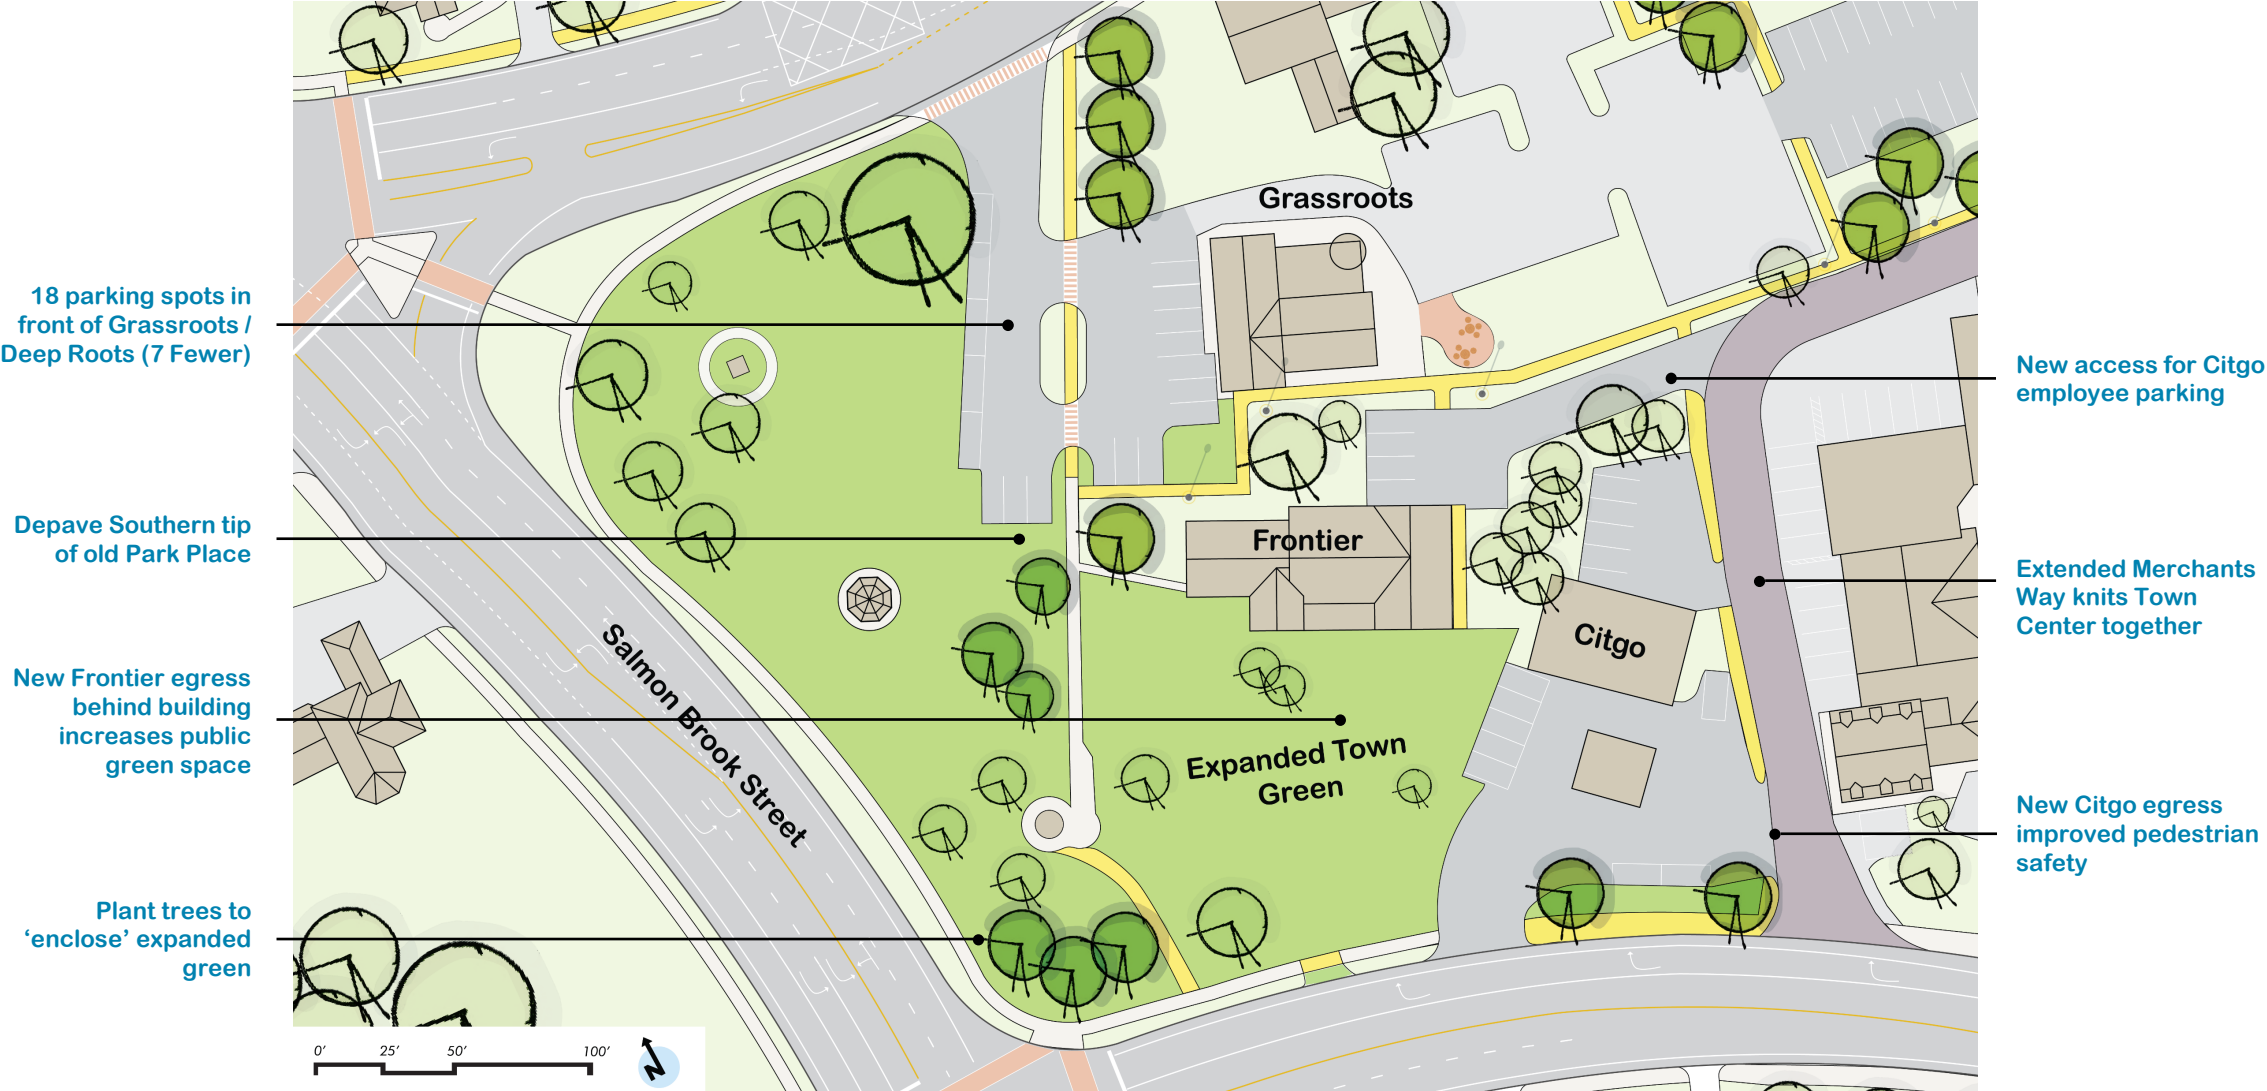 18 parking spots in
front of Grassroots /
Deep Roots (7 Fewer)
Depave Southern tip
of old Park Place
New Frontier egress
behind building
increases public
green space
Plant trees to
‘enclose’ expanded
green
Grassroots
Frontier
Citgo
Salmon Brook Street
Expanded Town
Green
0’ 25’ 50’ 100’
N
New access for Citgo
employee parking
Extended Merchants
Way knits Town
Center together
New Citgo egress
improved pedestrian
safety